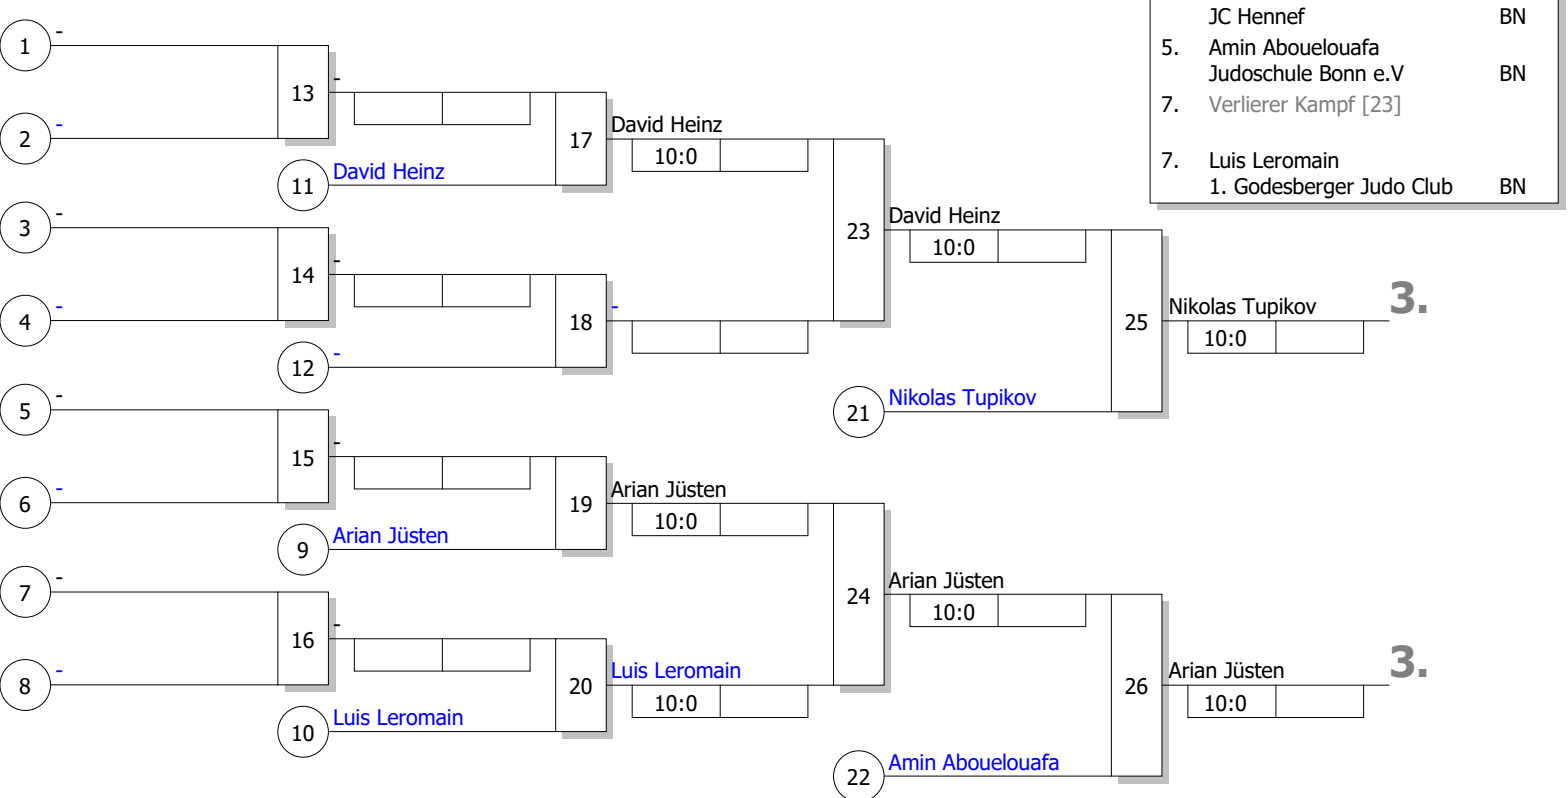 JC Hennef BN
5. Amin Abouelouafa
Judoschule Bonn e.V BN
7. Verlierer Kampf [23]
7. Luis Leromain
1. Godesberger Judo Club BN
1 -
13 -
2 -
17 David Heinz
10:0
11 David Heinz
3 -
23 David Heinz
10:0
14 -
4 -
18 -
12 -
25 Nikolas Tupikov 3.
10:0
21 Nikolas Tupikov
5 -
15 -
6 -
19 Arian Jüsten
10:0
9 Arian Jüsten
7 -
24 Arian Jüsten
10:0
16 -
8 -
20 Luis Leromain
10:0
10 Luis Leromain
26 Arian Jüsten 3.
10:0
22 Amin Abouelouafa